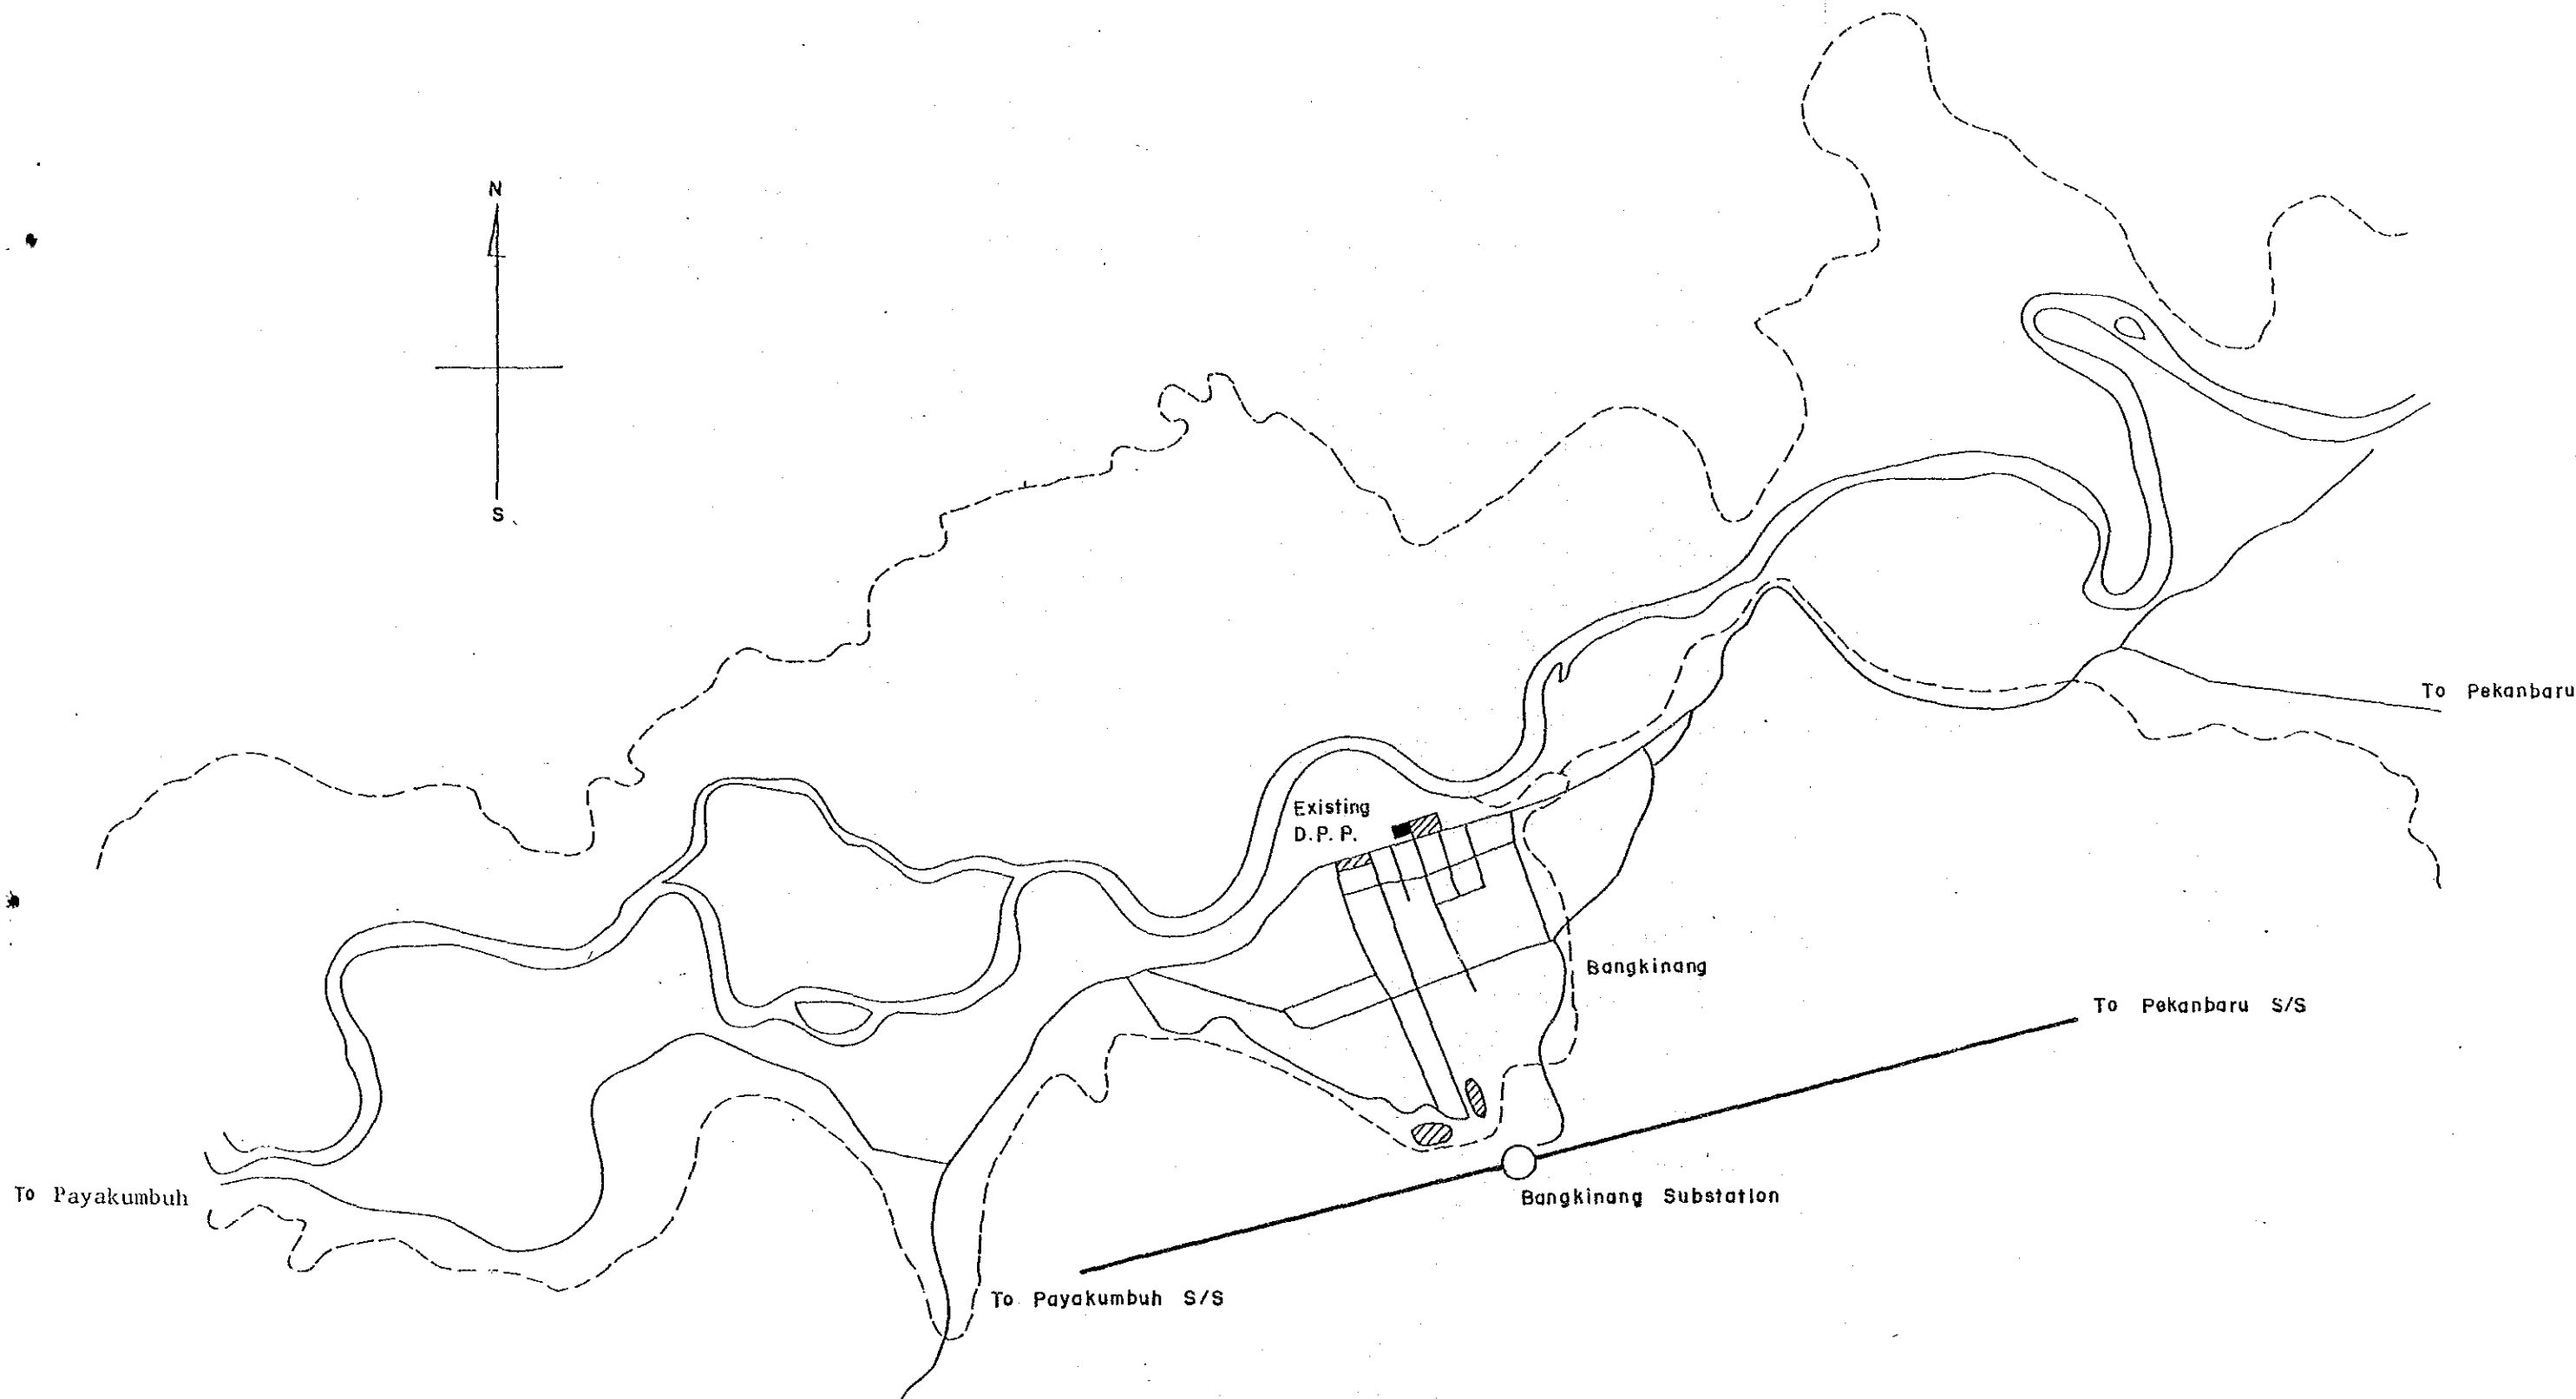 N
S
To Pekanbaru
Existing
D.P.P.
Bangkinang
To Pekanbaru S/S
To Payakumbuh
Bangkinang Substation
To Payakumbuh S/S